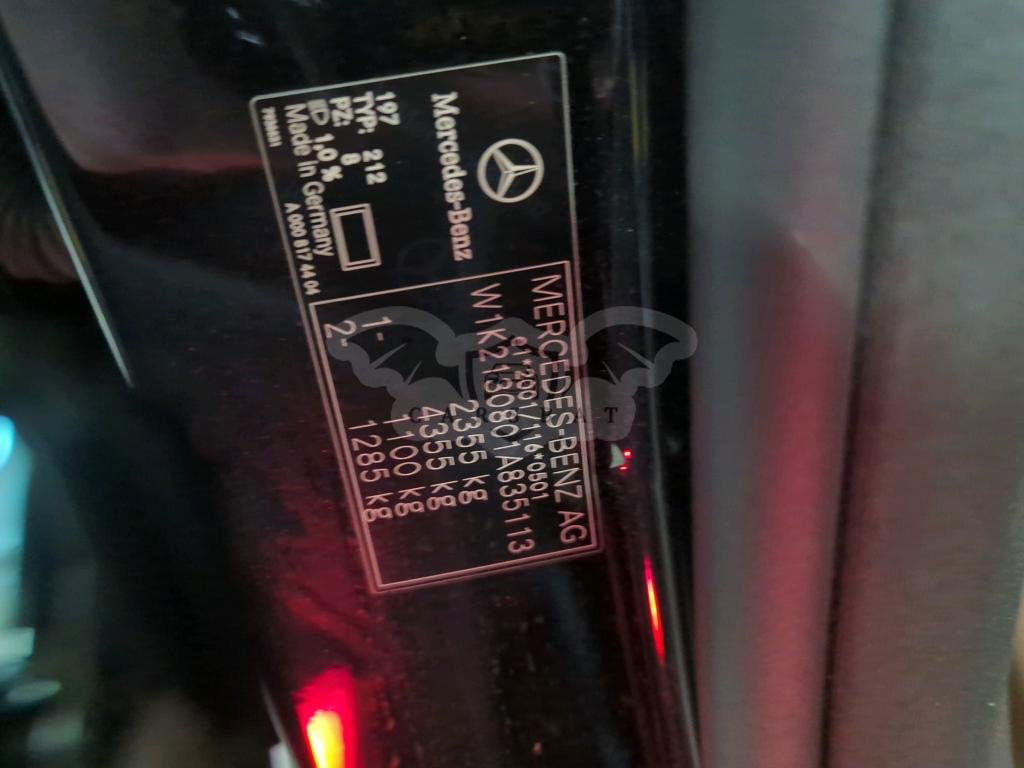 Mercedes-Benz
197
TYP: 212
PZ: 8
1,0 %
Made in Germany
A 000 817 44 04
MERCEDES-BENZ AG
e1*2001/116*0501
W1K2130801A835113
2355 kg
4355 kg
1- 1100 kg
2- 1285 kg